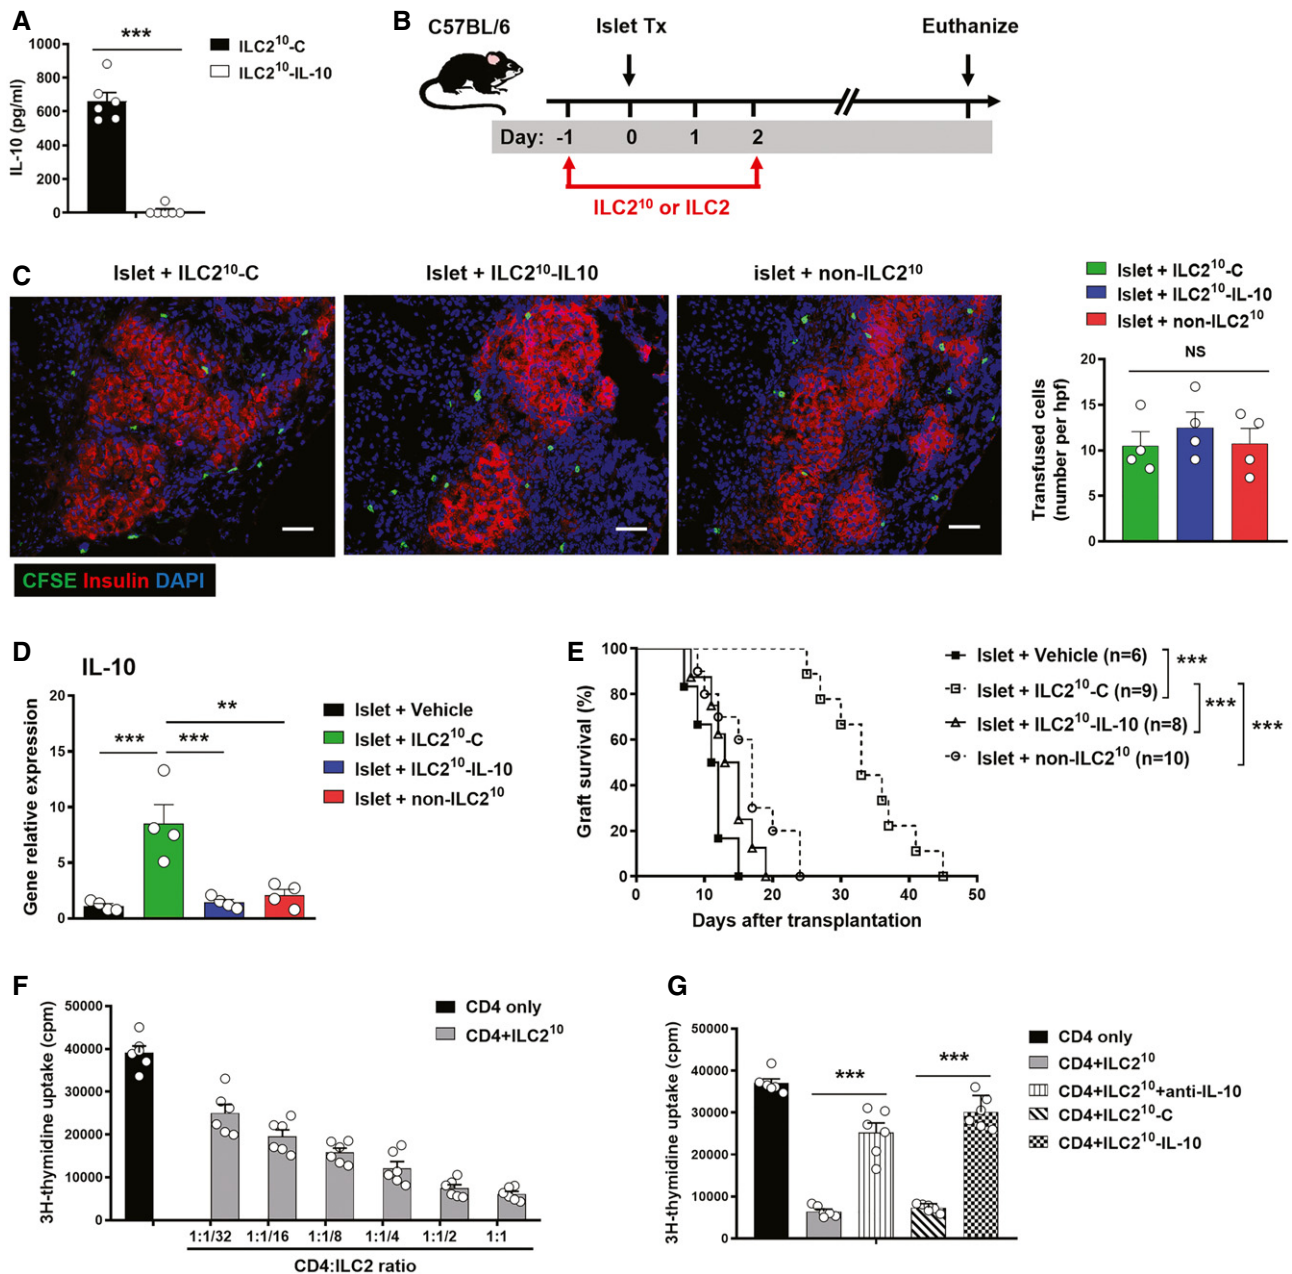 A
***
1000
800
600
400
200
0
IL-10 (pg/ml)
ILC2¹⁰-C
ILC2¹⁰-IL-10
B
C57BL/6
Islet Tx
Euthanize
Day: -1 0 1 2
ILC2¹⁰ or ILC2
C
Islet + ILC2¹⁰-C
Islet + ILC2¹⁰-IL10
islet + non-ILC2¹⁰
CFSE Insulin DAPI
Islet + ILC2¹⁰-C
Islet + ILC2¹⁰-IL-10
Islet + non-ILC2¹⁰
NS
20
15
10
5
0
Transfused cells
(number per hpf)
D
IL-10
20
15
10
5
0
Gene relative expression
**
*** ***
Islet + Vehicle
Islet + ILC2¹⁰-C
Islet + ILC2¹⁰-IL-10
Islet + non-ILC2¹⁰
E
100
80
60
40
20
0
Graft survival (%)
0 10 20 30 40 50
Days after transplantation
Islet + Vehicle (n=6)
Islet + ILC2¹⁰-C (n=9)
Islet + ILC2¹⁰-IL-10 (n=8)
Islet + non-ILC2¹⁰ (n=10)
***
***
***
F
50000
40000
30000
20000
10000
0
3H-thymidine uptake (cpm)
CD4 only
CD4+ILC2¹⁰
1:1/32 1:1/16 1:1/8 1:1/4 1:1/2 1:1
CD4:ILC2 ratio
G
50000
40000
30000
20000
10000
0
3H-thymidine uptake (cpm)
***
***
CD4 only
CD4+ILC2¹⁰
CD4+ILC2¹⁰+anti-IL-10
CD4+ILC2¹⁰-C
CD4+ILC2¹⁰-IL-10